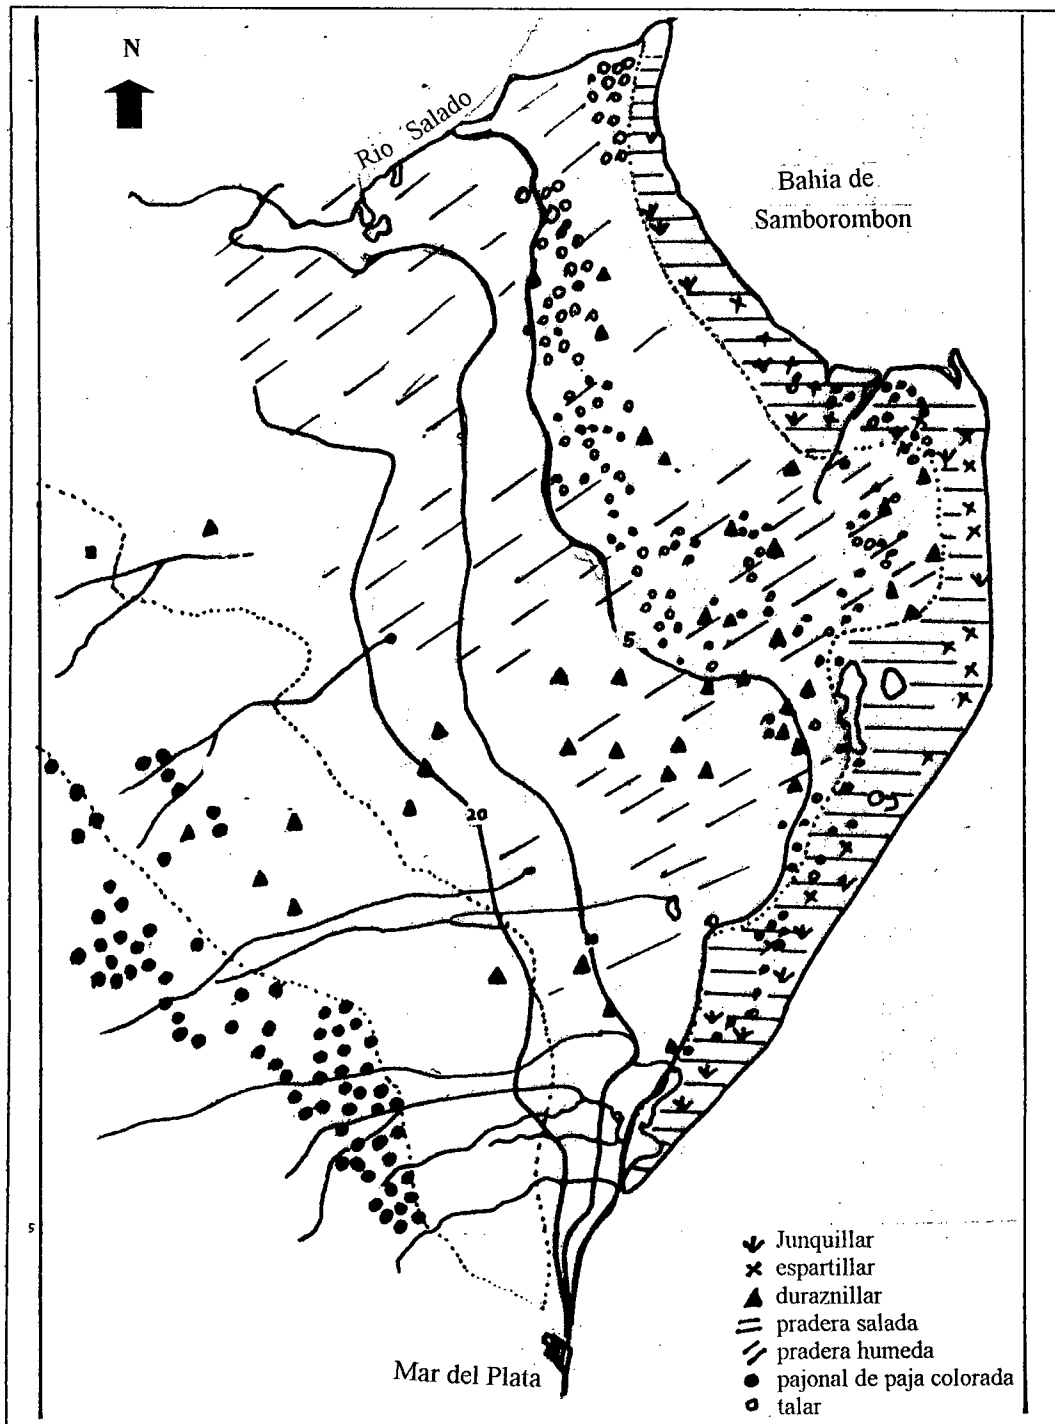 N
Rio Salado
Bahia de
Samborombon
5
20
5
Junquillar
espartillar
duraznillar
pradera salada
pradera humeda
pajonal de paja colorada
talar
Mar del Plata